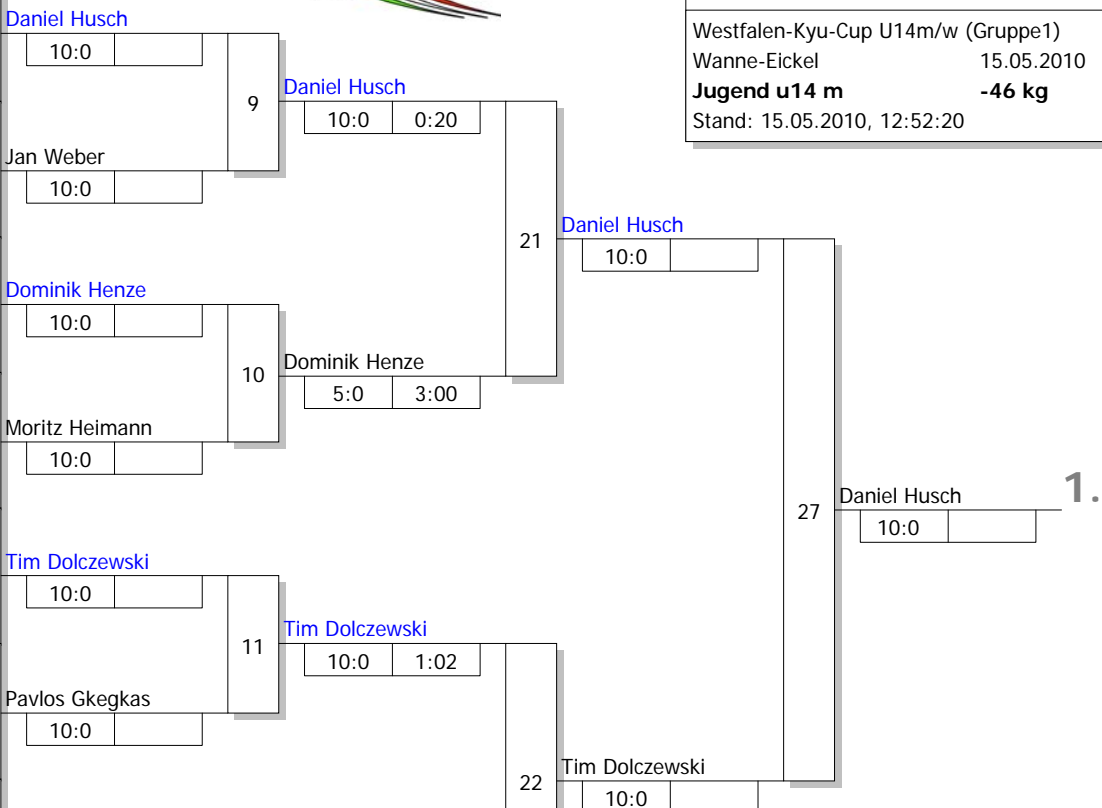 Daniel Husch
10:0
Westfalen-Kyu-Cup U14m/w (Gruppe1)
Wanne-Eickel 15.05.2010
Jugend u14 m -46 kg
Stand: 15.05.2010, 12:52:20
9
Daniel Husch
10:0 0:20
Jan Weber
10:0
21
Daniel Husch
10:0
Dominik Henze
10:0
10
Dominik Henze
5:0 3:00
Moritz Heimann
10:0
27
Daniel Husch 1.
10:0
Tim Dolczewski
10:0
11
Tim Dolczewski
10:0 1:02
Pavlos Gkegkas
10:0
22
Tim Dolczewski
10:0